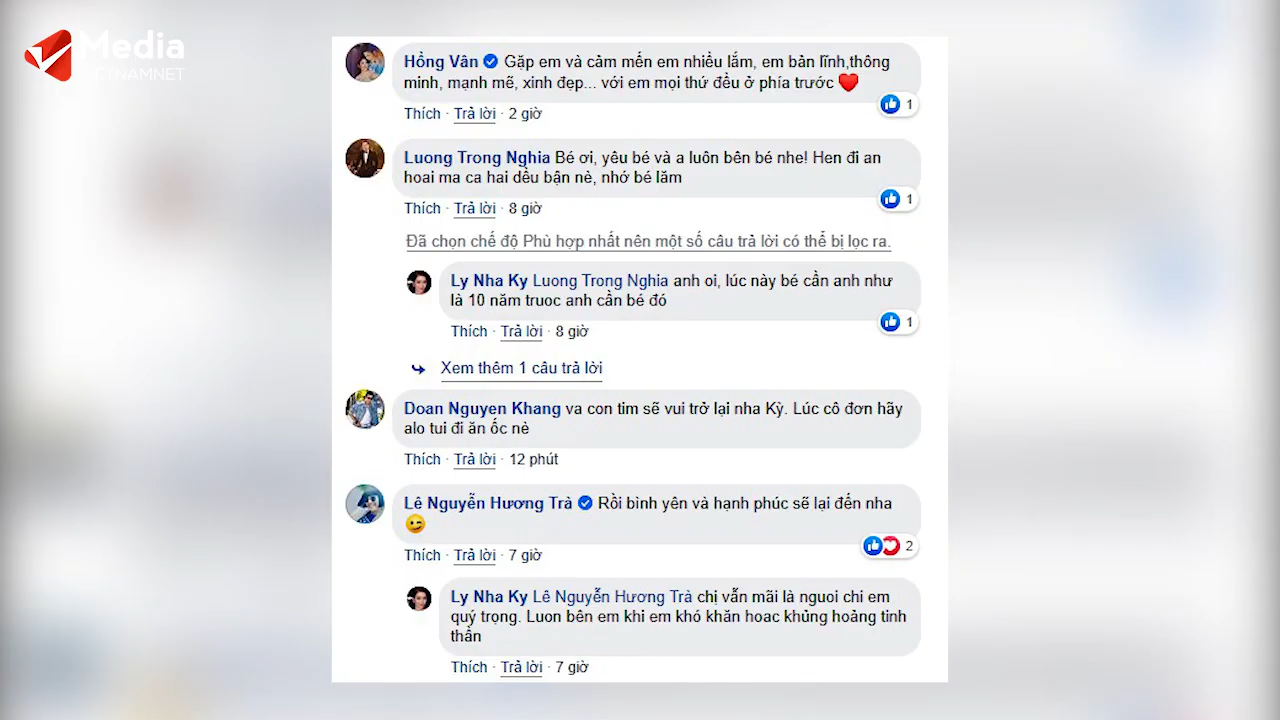 Media
VIETNAMNET
Hồng Vân Gặp em và cảm mến em nhiều lắm, em bản lĩnh,thông
minh, mạnh mẽ, xinh đẹp... với em mọi thứ đều ở phía trước ❤️
1
Thích · Trả lời · 2 giờ
Luong Trong Nghia Bé ơi, yêu bé và a luôn bên bé nhe! Hen đi an
hoai ma ca hai dều bận nè, nhớ bé lăm
1
Thích · Trả lời · 8 giờ
Đã chọn chế độ Phù hợp nhất nên một số câu trả lời có thể bị lọc ra.
Ly Nha Ky Luong Trong Nghia anh oi, lúc này bé cần anh như
là 10 năm truoc anh cần bé đó
1
Thích · Trả lời · 8 giờ
Xem thêm 1 câu trả lời
Doan Nguyen Khang va con tim sẽ vui trở lại nha Kỳ. Lúc cô đơn hãy
alo tui đi ăn ốc nè
Thích · Trả lời · 12 phút
Lê Nguyễn Hương Trà Rồi bình yên và hạnh phúc sẽ lại đến nha
😉
2
Thích · Trả lời · 7 giờ
Ly Nha Ky Lê Nguyễn Hương Trà chị vẫn mãi là nguoi chi em
quý trọng. Luon bên em khi em khó khăn hoac khủng hoảng tinh
thần
Thích · Trả lời · 7 giờ